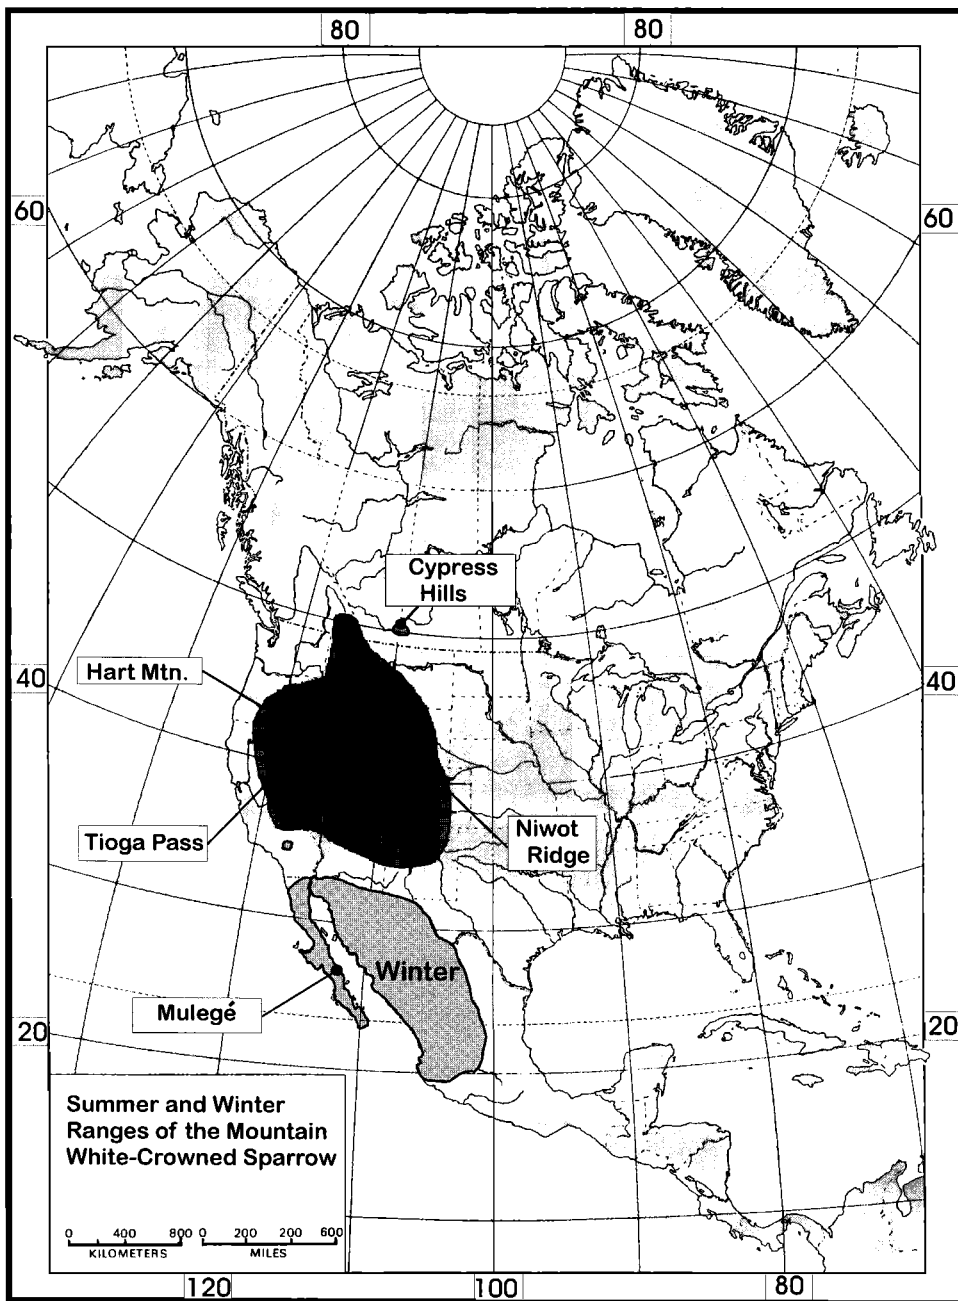 80
80
60
60
Cypress
Hills
Hart Mtn.
40
40
Tioga Pass
Niwot
Ridge
Winter
Mulegé
20
20
Summer and Winter
Ranges of the Mountain
White-Crowned Sparrow
0 400 800
KILOMETERS
0 200 400 600
MILES
120
100
80